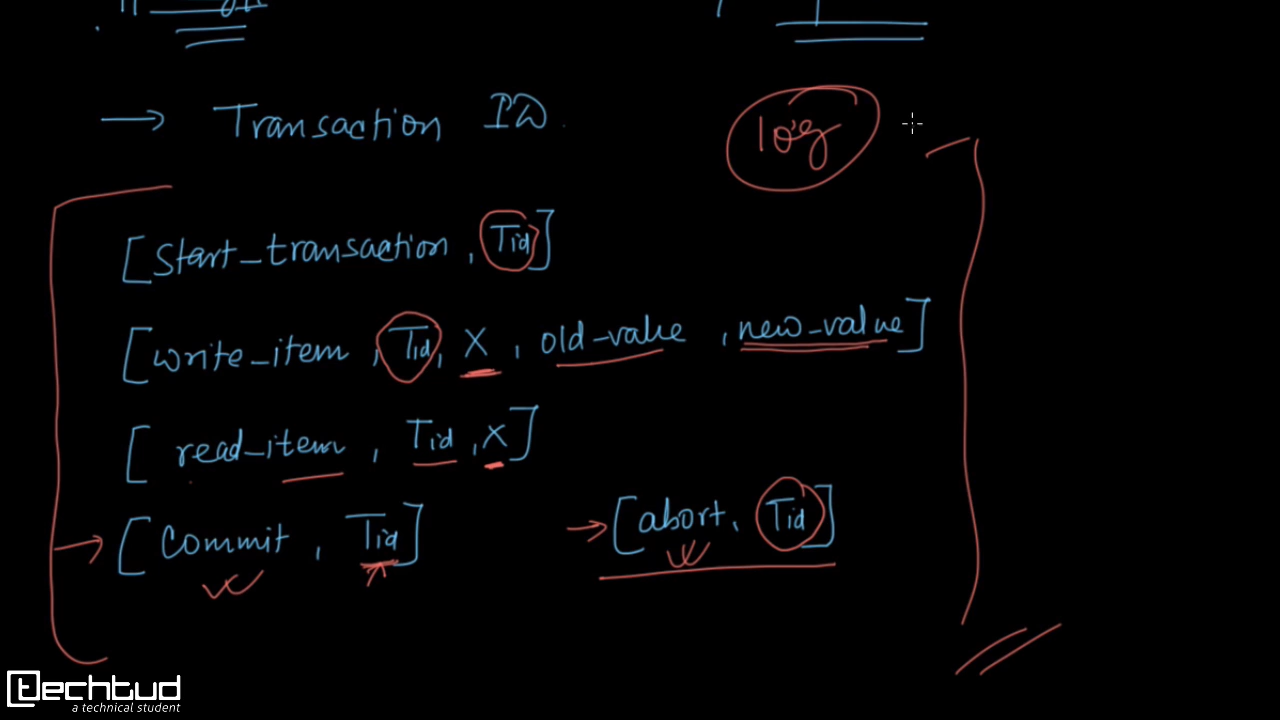 → Transaction ID
log
[start_transaction, Tid]
[write_item, Tid, X, old-value, new-value]
[read_item, Tid, X]
→ [commit, Tid]
→ [abort, Tid]
techtud
a technical student